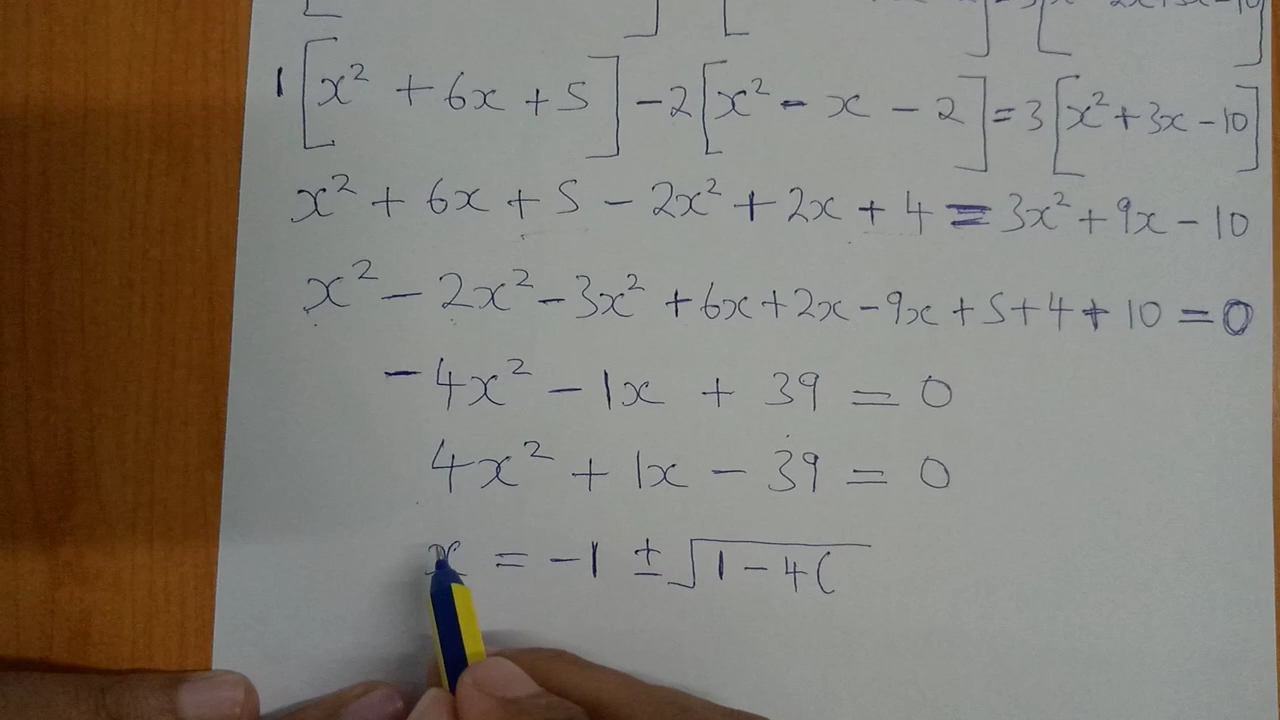 1[x² + 6x + 5] - 2[x² - x - 2] = 3[x² + 3x - 10]
x² + 6x + 5 - 2x² + 2x + 4 = 3x² + 9x - 10
x² - 2x² - 3x² + 6x + 2x - 9x + 5 + 4 + 10 = 0
-4x² - 1x + 39 = 0
4x² + 1x - 39 = 0
x = -1 ± √1 - 4(